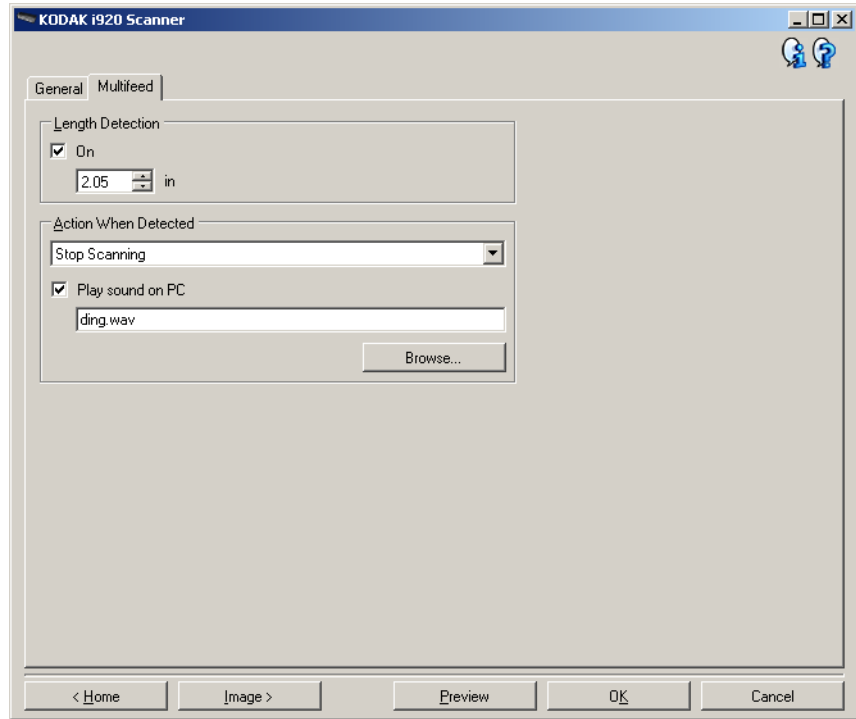 KODAK i920 Scanner
General Multifeed
Length Detection
On
2.05 in
Action When Detected
Stop Scanning
Play sound on PC
ding.wav
Browse...
< Home Image > Preview OK Cancel